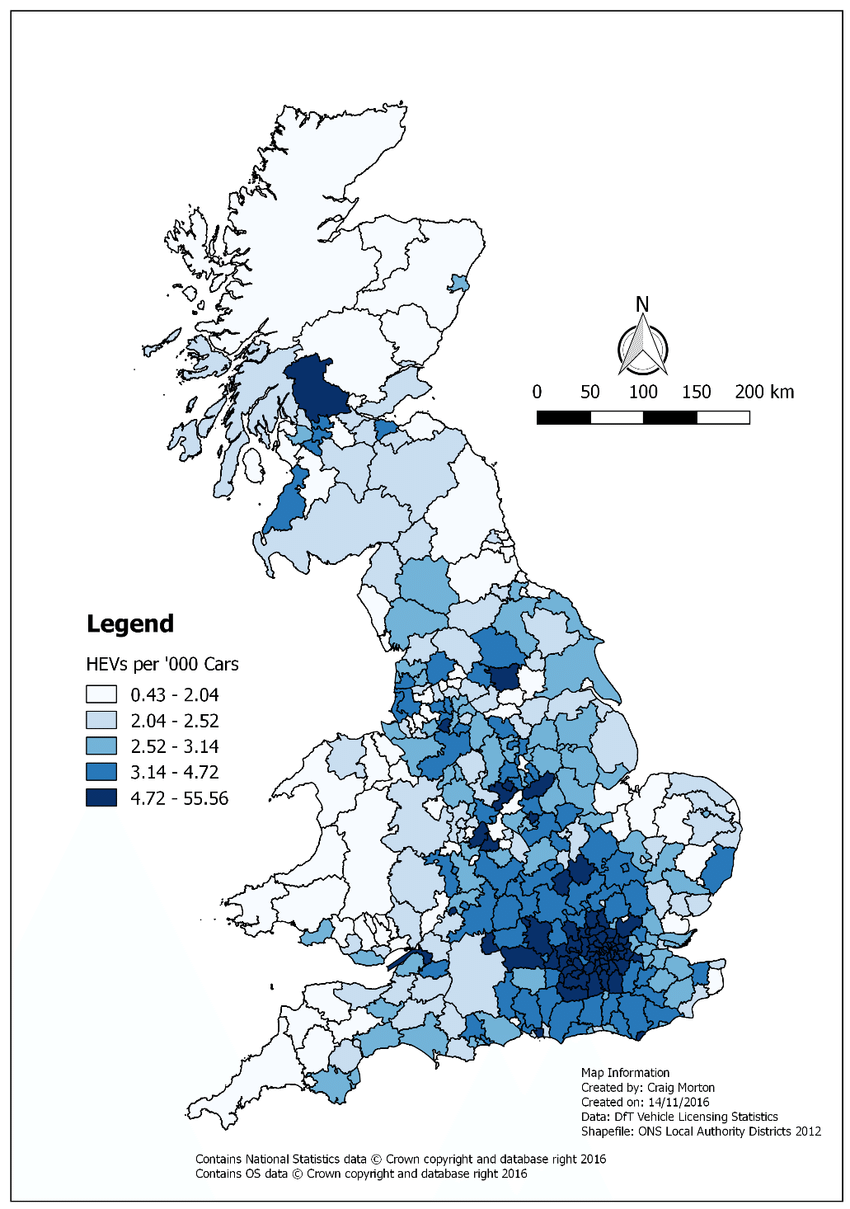 N
0 50 100 150 200 km
Legend
HEVs per '000 Cars
0.43 - 2.04
2.04 - 2.52
2.52 - 3.14
3.14 - 4.72
4.72 - 55.56
Map Information
Created by: Craig Morton
Created on: 14/11/2016
Data: DfT Vehicle Licensing Statistics
Shapefile: ONS Local Authority Districts 2012
Contains National Statistics data © Crown copyright and database right 2016
Contains OS data © Crown copyright and database right 2016